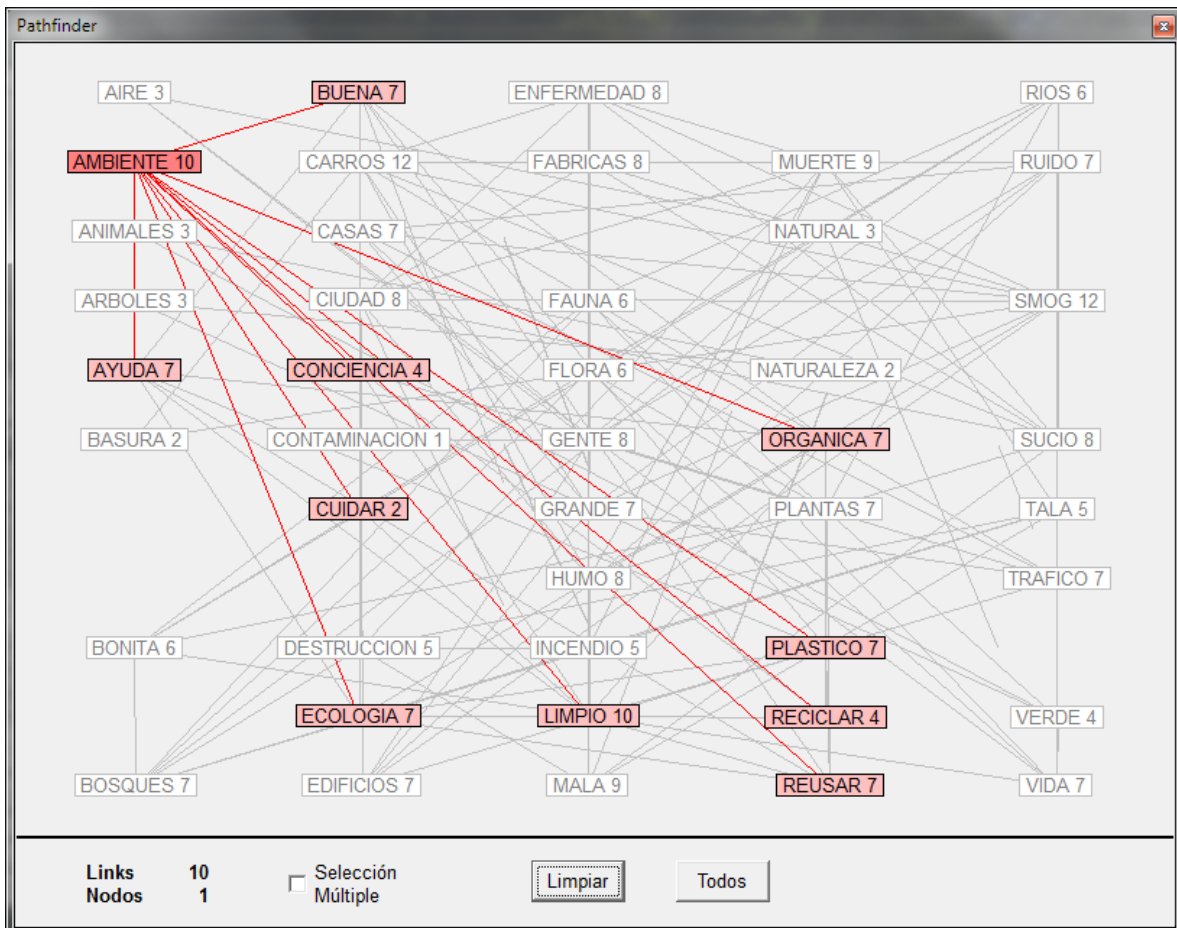 Pathfinder
AIRE 3 BUENA 7 ENFERMEDAD 8 RIOS 6
AMBIENTE 10 CARROS 12 FABRICAS 8 MUERTE 9 RUIDO 7
ANIMALES 3 CASAS 7 NATURAL 3
ARBOLES 3 CIUDAD 8 FAUNA 6 SMOG 12
AYUDA 7 CONCIENCIA 4 FLORA 6 NATURALEZA 2
BASURA 2 CONTAMINACION 1 GENTE 8 ORGANICA 7 SUCIO 8
CUIDAR 2 GRANDE 7 PLANTAS 7 TALA 5
HUMO 8 TRAFICO 7
BONITA 6 DESTRUCCION 5 INCENDIO 5 PLASTICO 7
ECOLOGIA 7 LIMPIO 10 RECICLAR 4 VERDE 4
BOSQUES 7 EDIFICIOS 7 MALA 9 REUSAR 7 VIDA 7
Links 10
Nodos 1
Selección
Múltiple
Limpiar
Todos